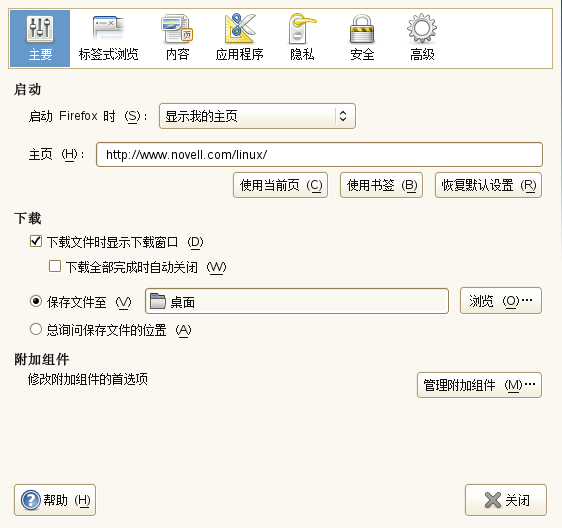 主要 标签式浏览 内容 应用程序 隐私 安全 高级
启动
启动 Firefox 时 (S): 显示我的主页
主页 (H): http://www.novell.com/linux/
使用当前页 (C) 使用书签 (B) 恢复默认设置 (R)
下载
下载文件时显示下载窗口 (D)
下载全部完成时自动关闭 (W)
保存文件至 (V) 桌面 浏览 (O)...
总询问保存文件的位置 (A)
附加组件
修改附加组件的首选项
管理附加组件 (M)...
帮助 (H) 关闭